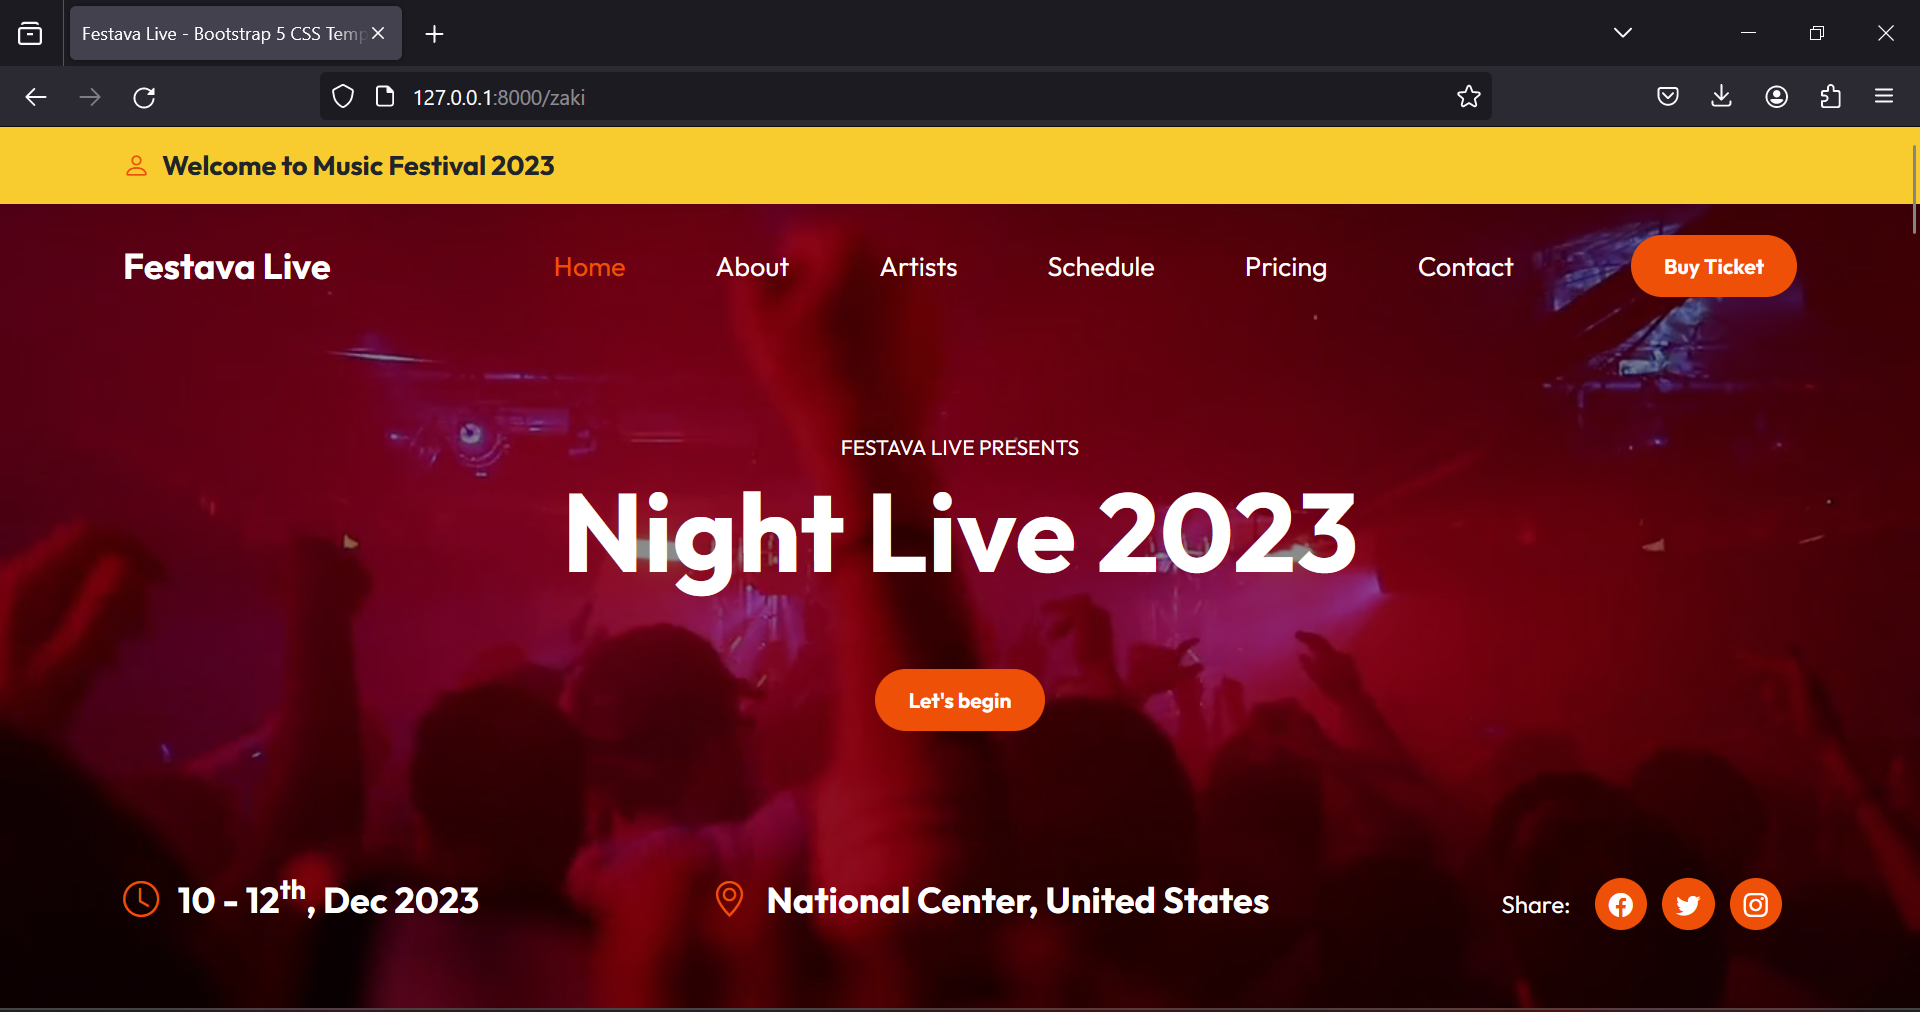 Festava Live - Bootstrap 5 CSS Temp
127.0.0.1:8000/zaki
Welcome to Music Festival 2023
Festava Live
Home
About
Artists
Schedule
Pricing
Contact
Buy Ticket
FESTAVA LIVE PRESENTS
Night Live 2023
Let's begin
10 - 12th, Dec 2023
National Center, United States
Share: